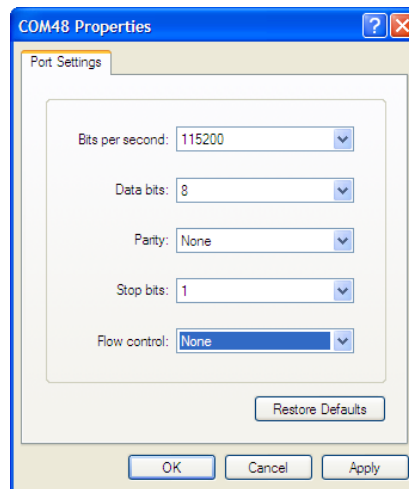 COM48 Properties
Port Settings
Bits per second: 115200
Data bits: 8
Parity: None
Stop bits: 1
Flow control: None
Restore Defaults
OK Cancel Apply